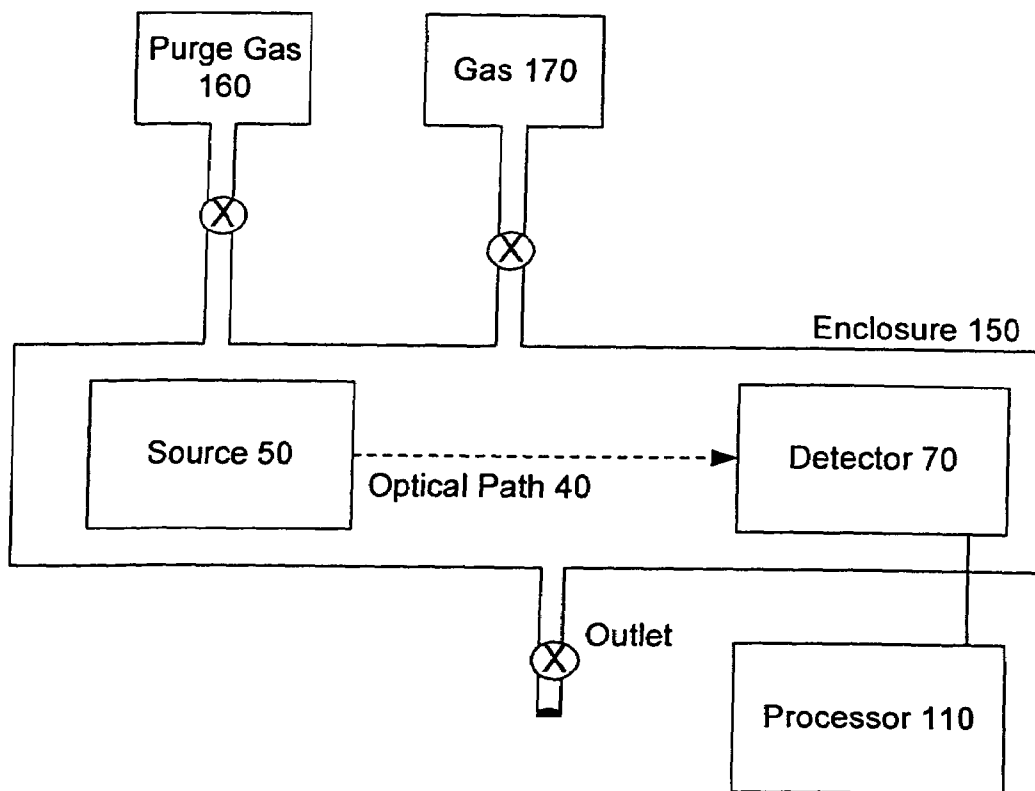 Purge Gas
160
Gas 170
X
X
Enclosure 150
Source 50
Optical Path 40
Detector 70
X
Outlet
Processor 110